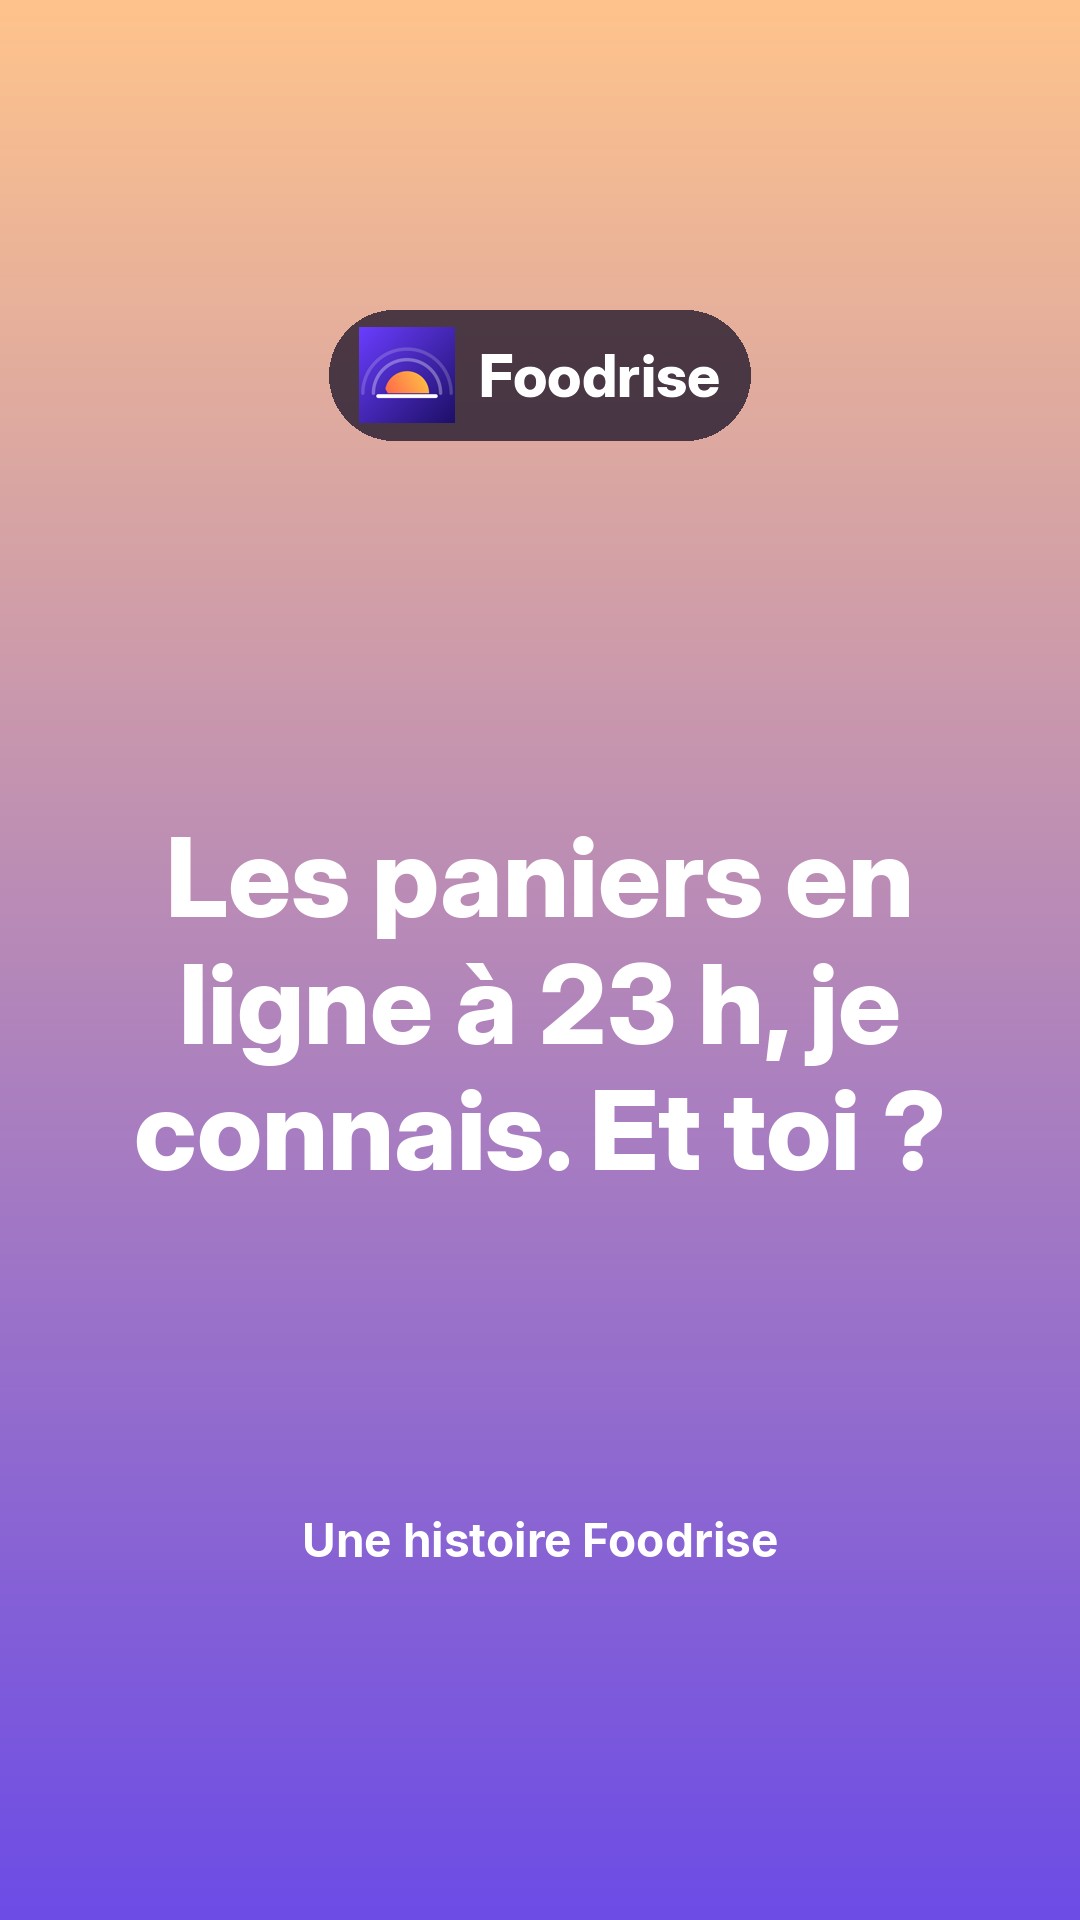 Foodrise
Les paniers en
ligne à 23 h, je
connais. Et toi ?
Une histoire Foodrise